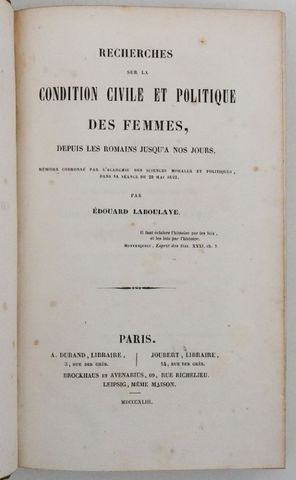 RECHERCHES
SUR LA
CONDITION CIVILE ET POLITIQUE
DES FEMMES,
DEPUIS LES ROMAINS JUSQU'A NOS JOURS.
MÉMOIRE COURONNÉ PAR L'ACADÉMIE DES SCIENCES MORALES ET POLITIQUES,
DANS SA SÉANCE DU 28 MAI 1842.
PAR
ÉDOUARD LABOULAYE.
Il faut éclairer l'histoire par les lois,
et les lois par l'histoire.
MONTESQUIEU, Esprit des lois. XXXI, ch. 2.
PARIS.
A. DURAND, LIBRAIRE,
3, RUE DES GRÈS.
JOUBERT, LIBRAIRE,
14, RUE DES GRÈS.
BROCKHAUS ET AVENARIUS, 69, RUE RICHELIEU.
LEIPSIG, MÊME MAISON.
MDCCCXLIII.